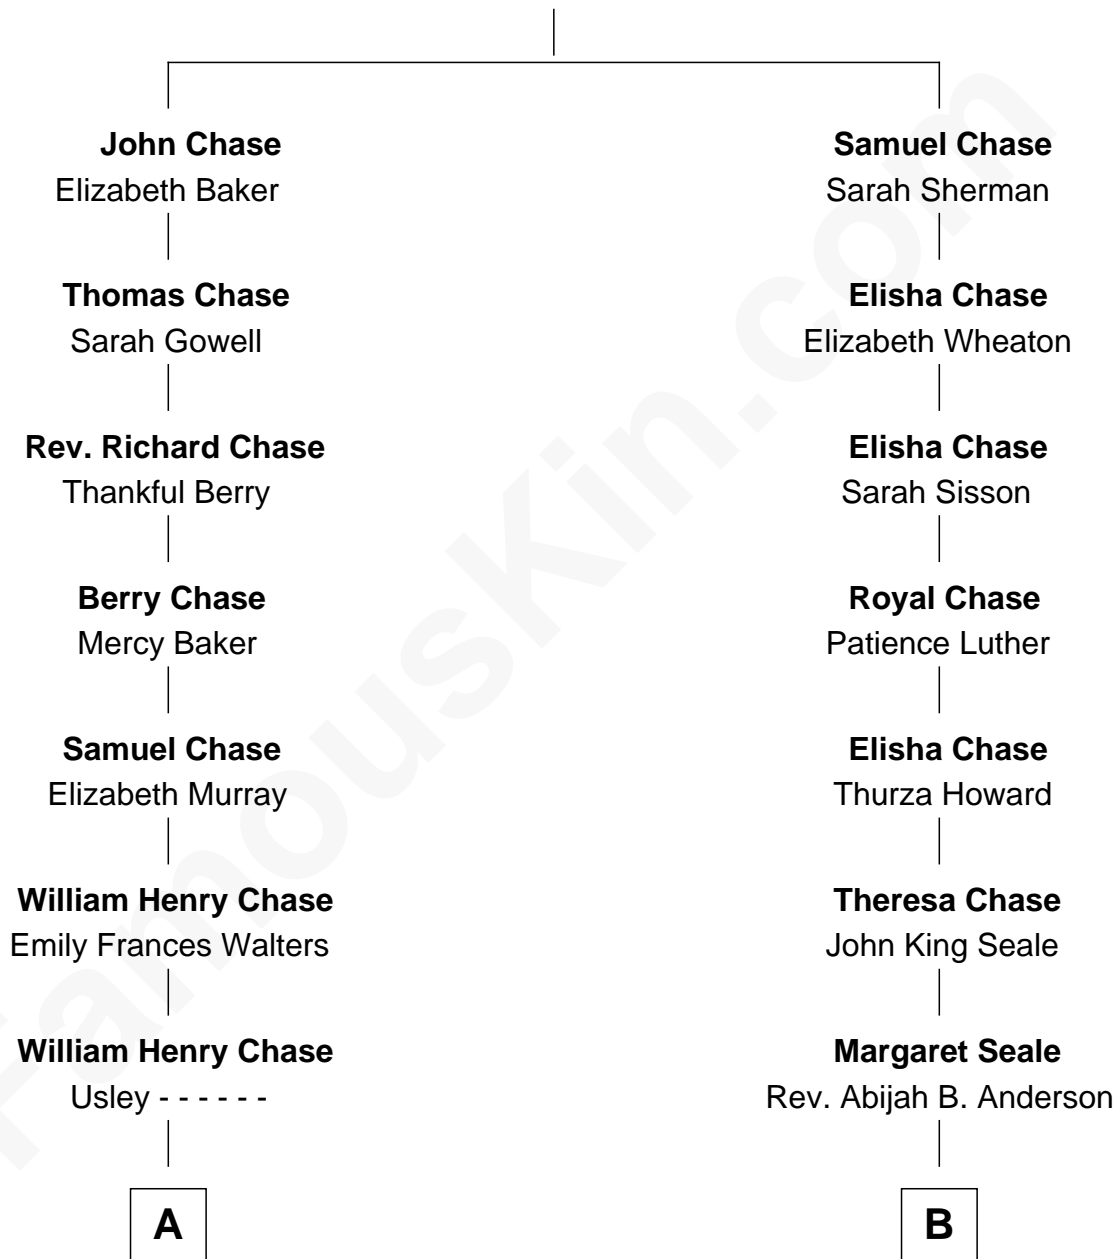 John Chase
Elizabeth Baker
Thomas Chase
Sarah Gowell
Rev. Richard Chase
Thankful Berry
Berry Chase
Mercy Baker
Samuel Chase
Elizabeth Murray
William Henry Chase
Emily Frances Walters
William Henry Chase
Usley - - - - - -
A
Samuel Chase
Sarah Sherman
Elisha Chase
Elizabeth Wheaton
Elisha Chase
Sarah Sisson
Royal Chase
Patience Luther
Elisha Chase
Thurza Howard
Theresa Chase
John King Seale
Margaret Seale
Rev. Abijah B. Anderson
B
FamousKin.com